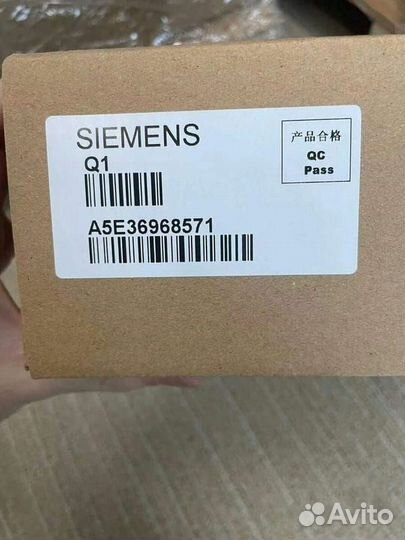 SIEMENS
Q1
A5E36968571
产品合格
QC
Pass
Avito